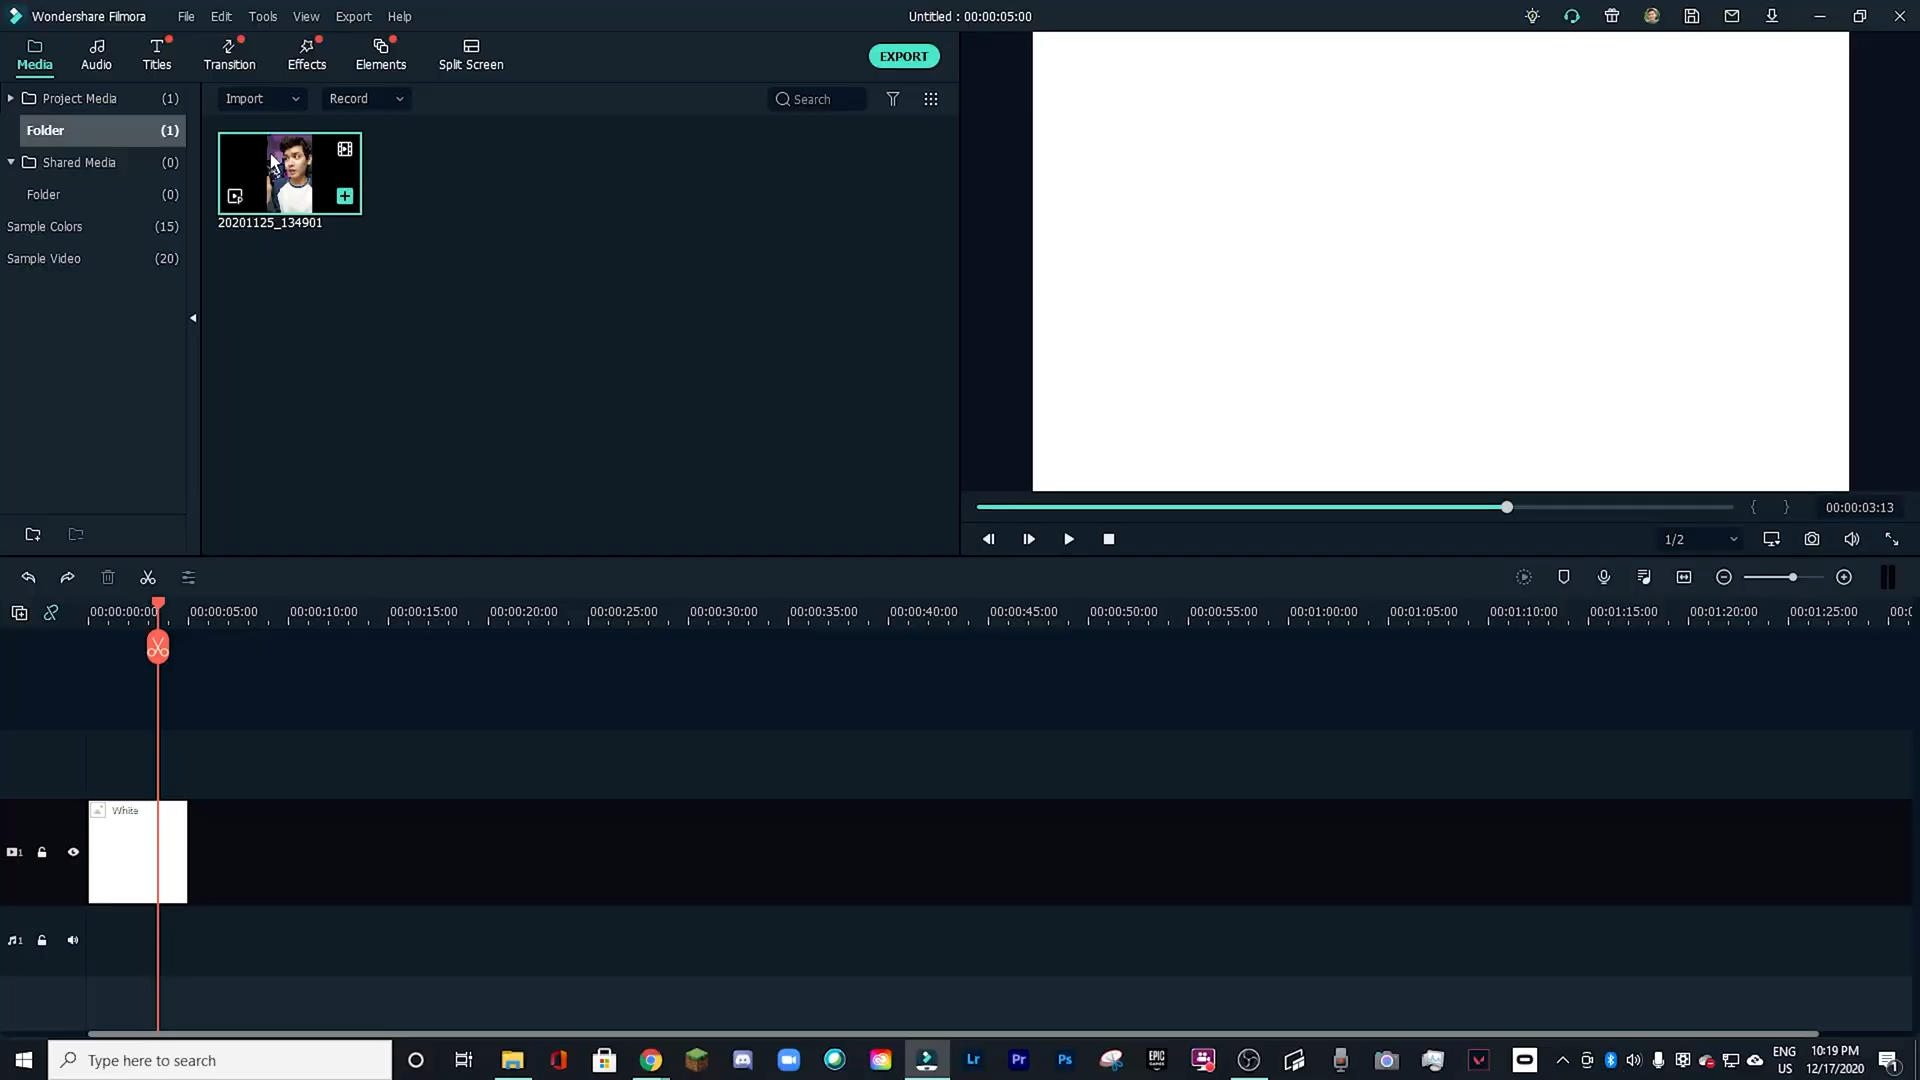 Wondershare Filmora File Edit Tools View Export Help Untitled : 00:00:05:00
Media Audio Titles Transition Effects Elements Split Screen EXPORT
Project Media (1) Import Record Search
Folder (1)
Shared Media (0)
Folder (0)
20201125_134901
Sample Colors (15)
Sample Video (20)
00:00:03:13
1/2
00:00:00:00 00:00:05:00 00:00:10:00 00:00:15:00 00:00:20:00 00:00:25:00 00:00:30:00 00:00:35:00 00:00:40:00 00:00:45:00 00:00:50:00 00:00:55:00 00:01:00:00 00:01:05:00 00:01:10:00 00:01:15:00 00:01:20:00 00:01:25:00
White
1
1
Type here to search Lr Pr Ps EPIC GAMES ENG 10:19 PM
US 12/17/2020 1